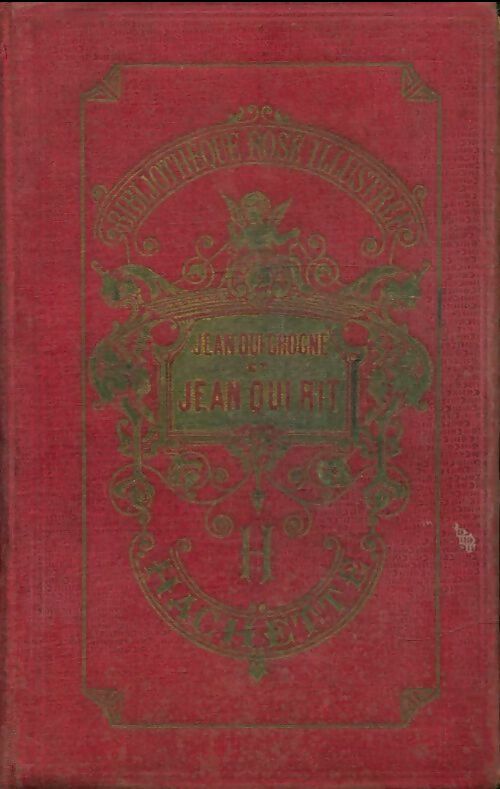 BIBLIOTHÈQUE ROSE ILLUSTRÉE
JEAN QUI GROGNE
ET
JEAN QUI RIT
H
HACHETTE